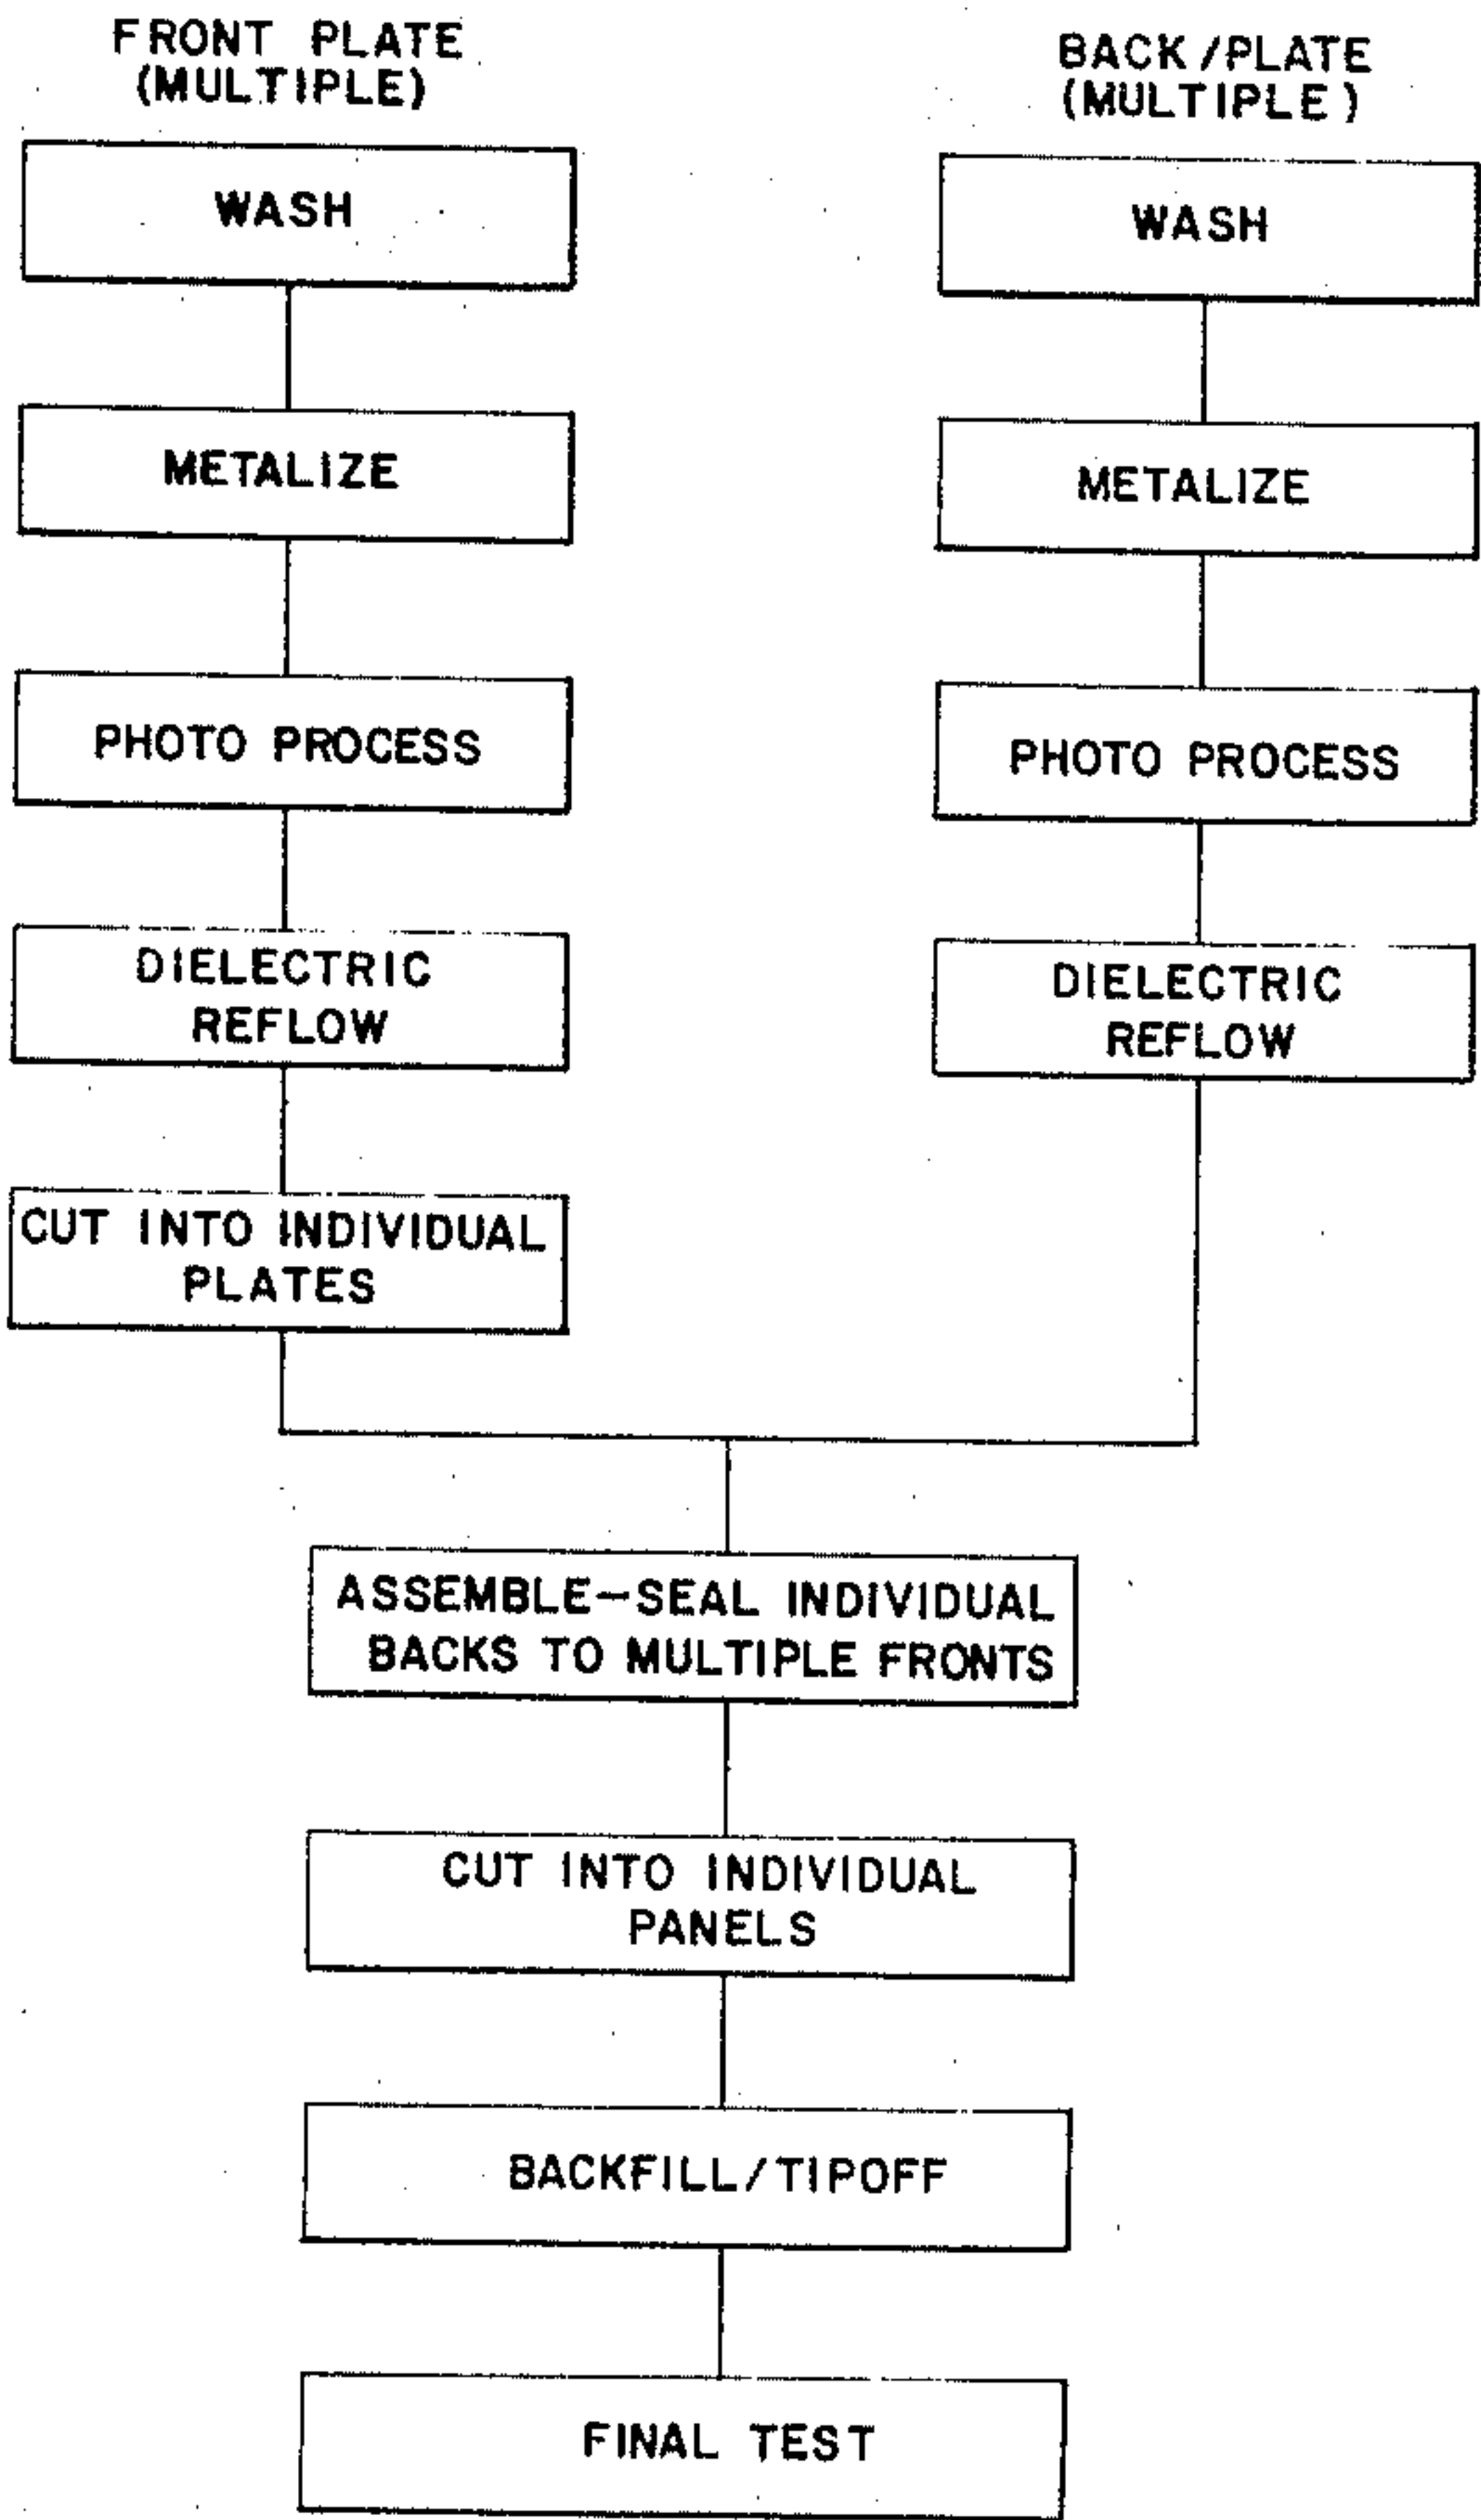 FRONT PLATE
(MULTIPLE)
WASH
METALIZE
PHOTO PROCESS
DIELECTRIC
REFLOW
CUT INTO INDIVIDUAL
PLATES
BACK/PLATE
(MULTIPLE)
WASH
METALIZE
PHOTO PROCESS
DIELECTRIC
REFLOW
ASSEMBLE-SEAL INDIVIDUAL
BACKS TO MULTIPLE FRONTS
CUT INTO INDIVIDUAL
PANELS
BACKFILL/TIPOFF
FINAL TEST